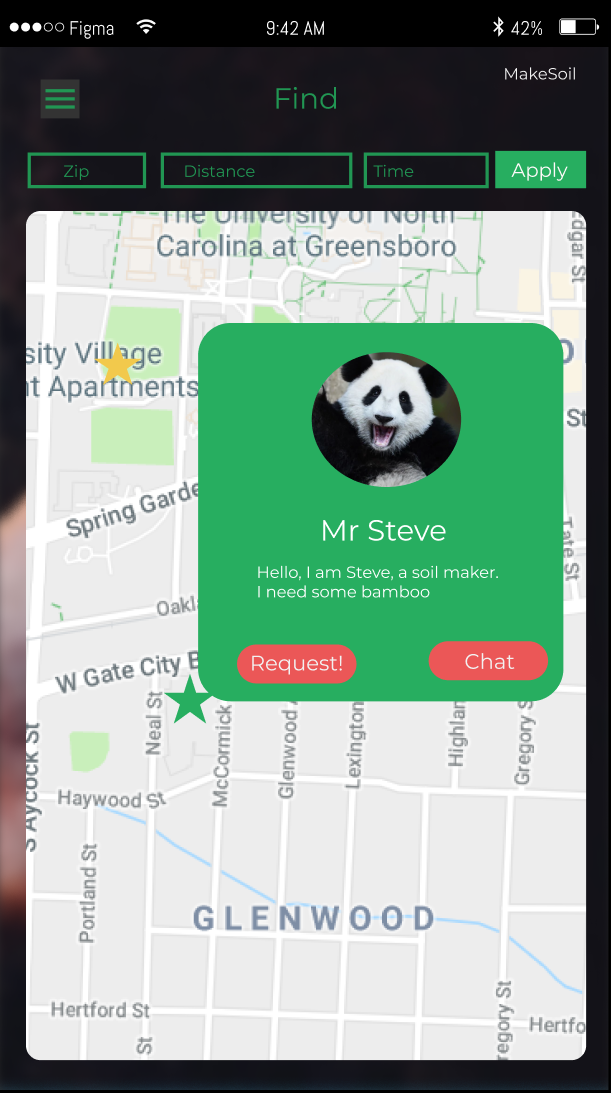 Figma
9:42 AM
42%
MakeSoil
Find
Zip
Distance
Time
Apply
The University of North
Carolina at Greensboro
dgar St
sity Village
nt Apartments
St
Spring Garde
Tate St
Oakl
W Gate City B
Mr Steve
Hello, I am Steve, a soil maker.
I need some bamboo
Request!
Chat
Neal St
McCormick
Glenwood A
Lexington
Highlan
Gregory S
S Aycock St
Haywood St
Portland St
GLENWOOD
Hertford St
St
regory St
Hertfo